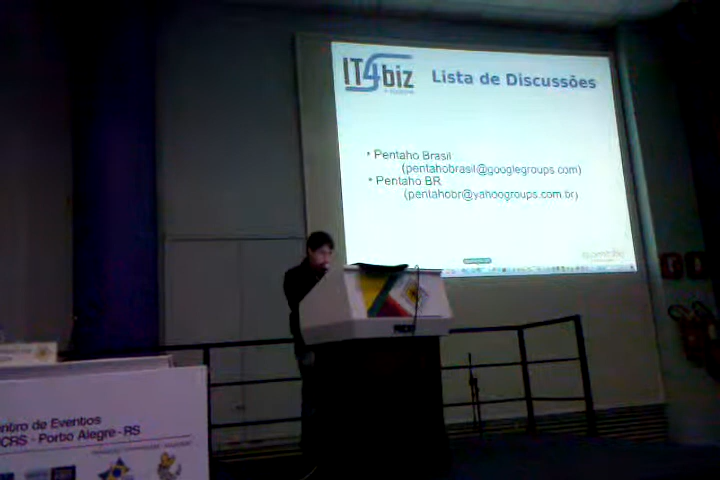 IT4biz
Lista de Discussões
• Pentaho Brasil
(pentahobrasil@googlegroups.com)
• Pentaho BR
(pentahobr@yahoogroups.com.br)
ntro de Eventos
CRS - Porto Alegre - RS